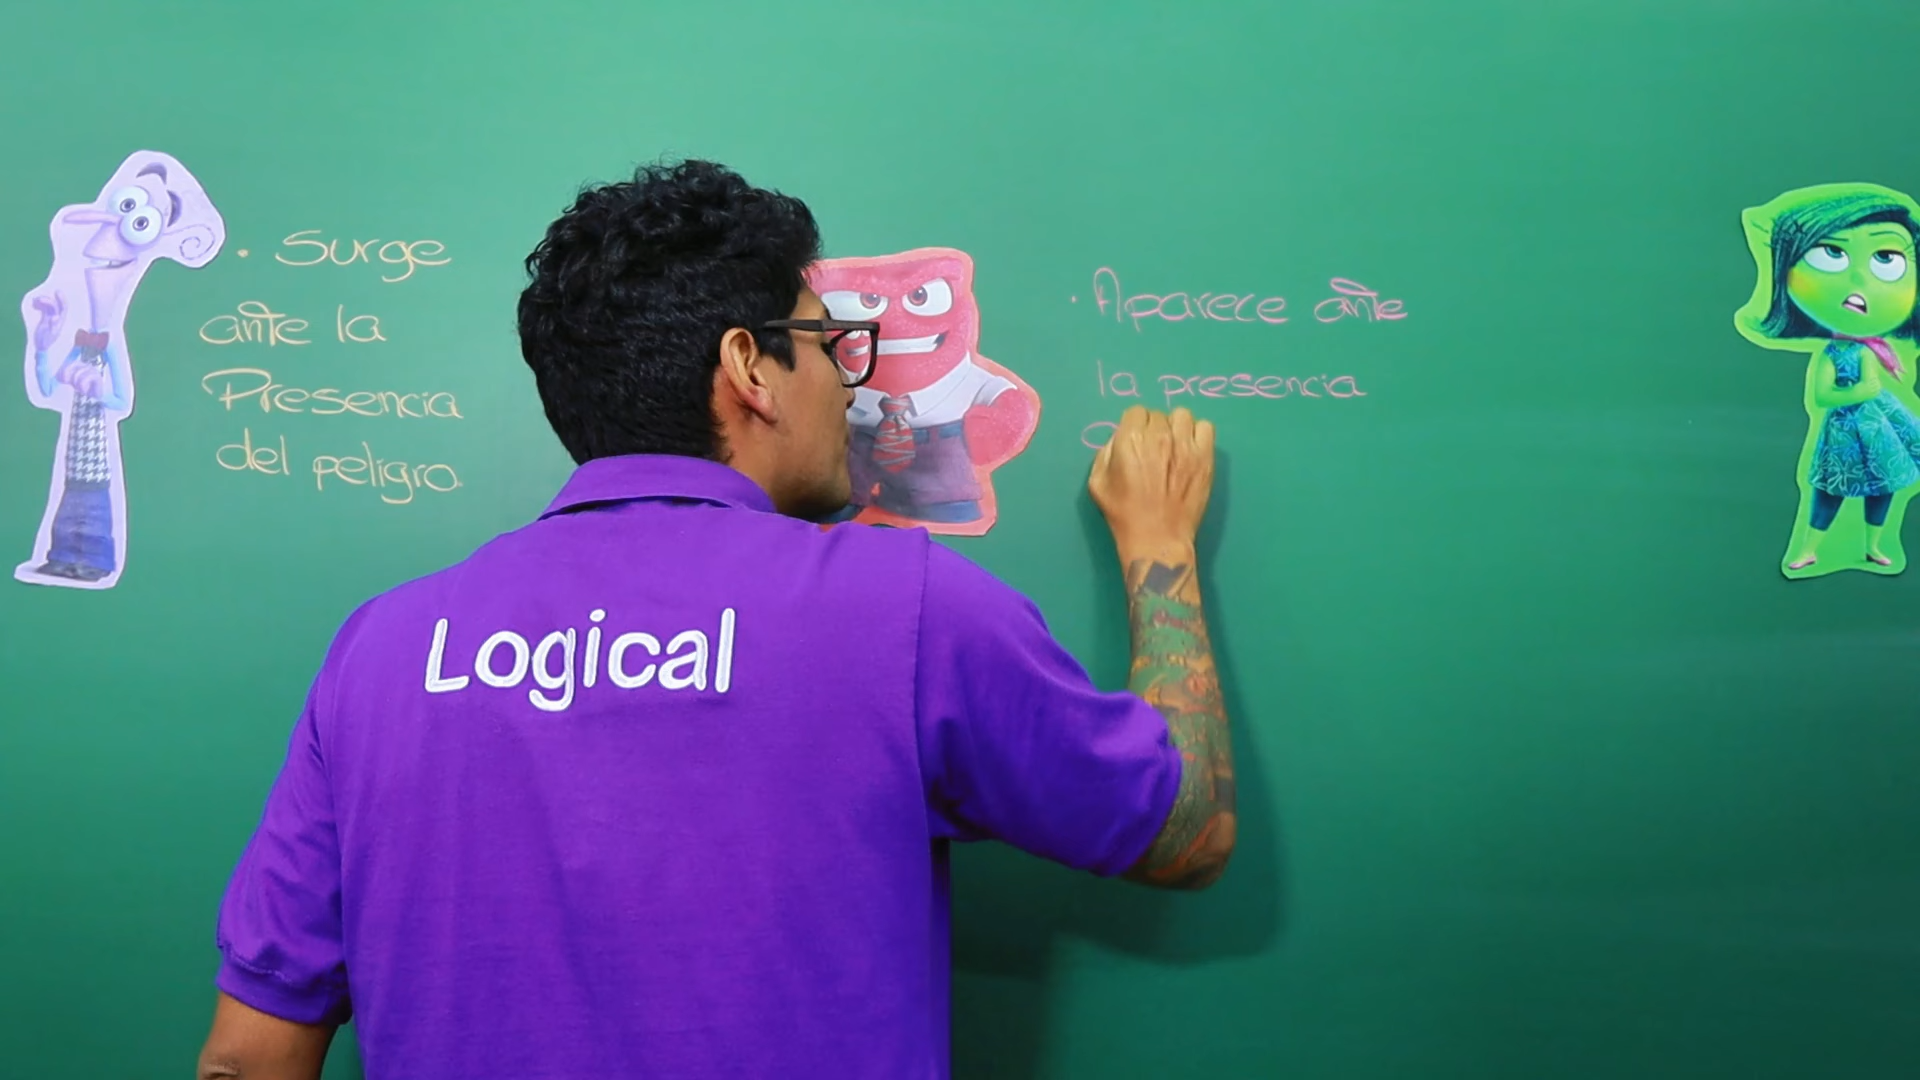 · Surge
ante la
Presencia
del peligro.
· Aparece ante
la presencia
Logical